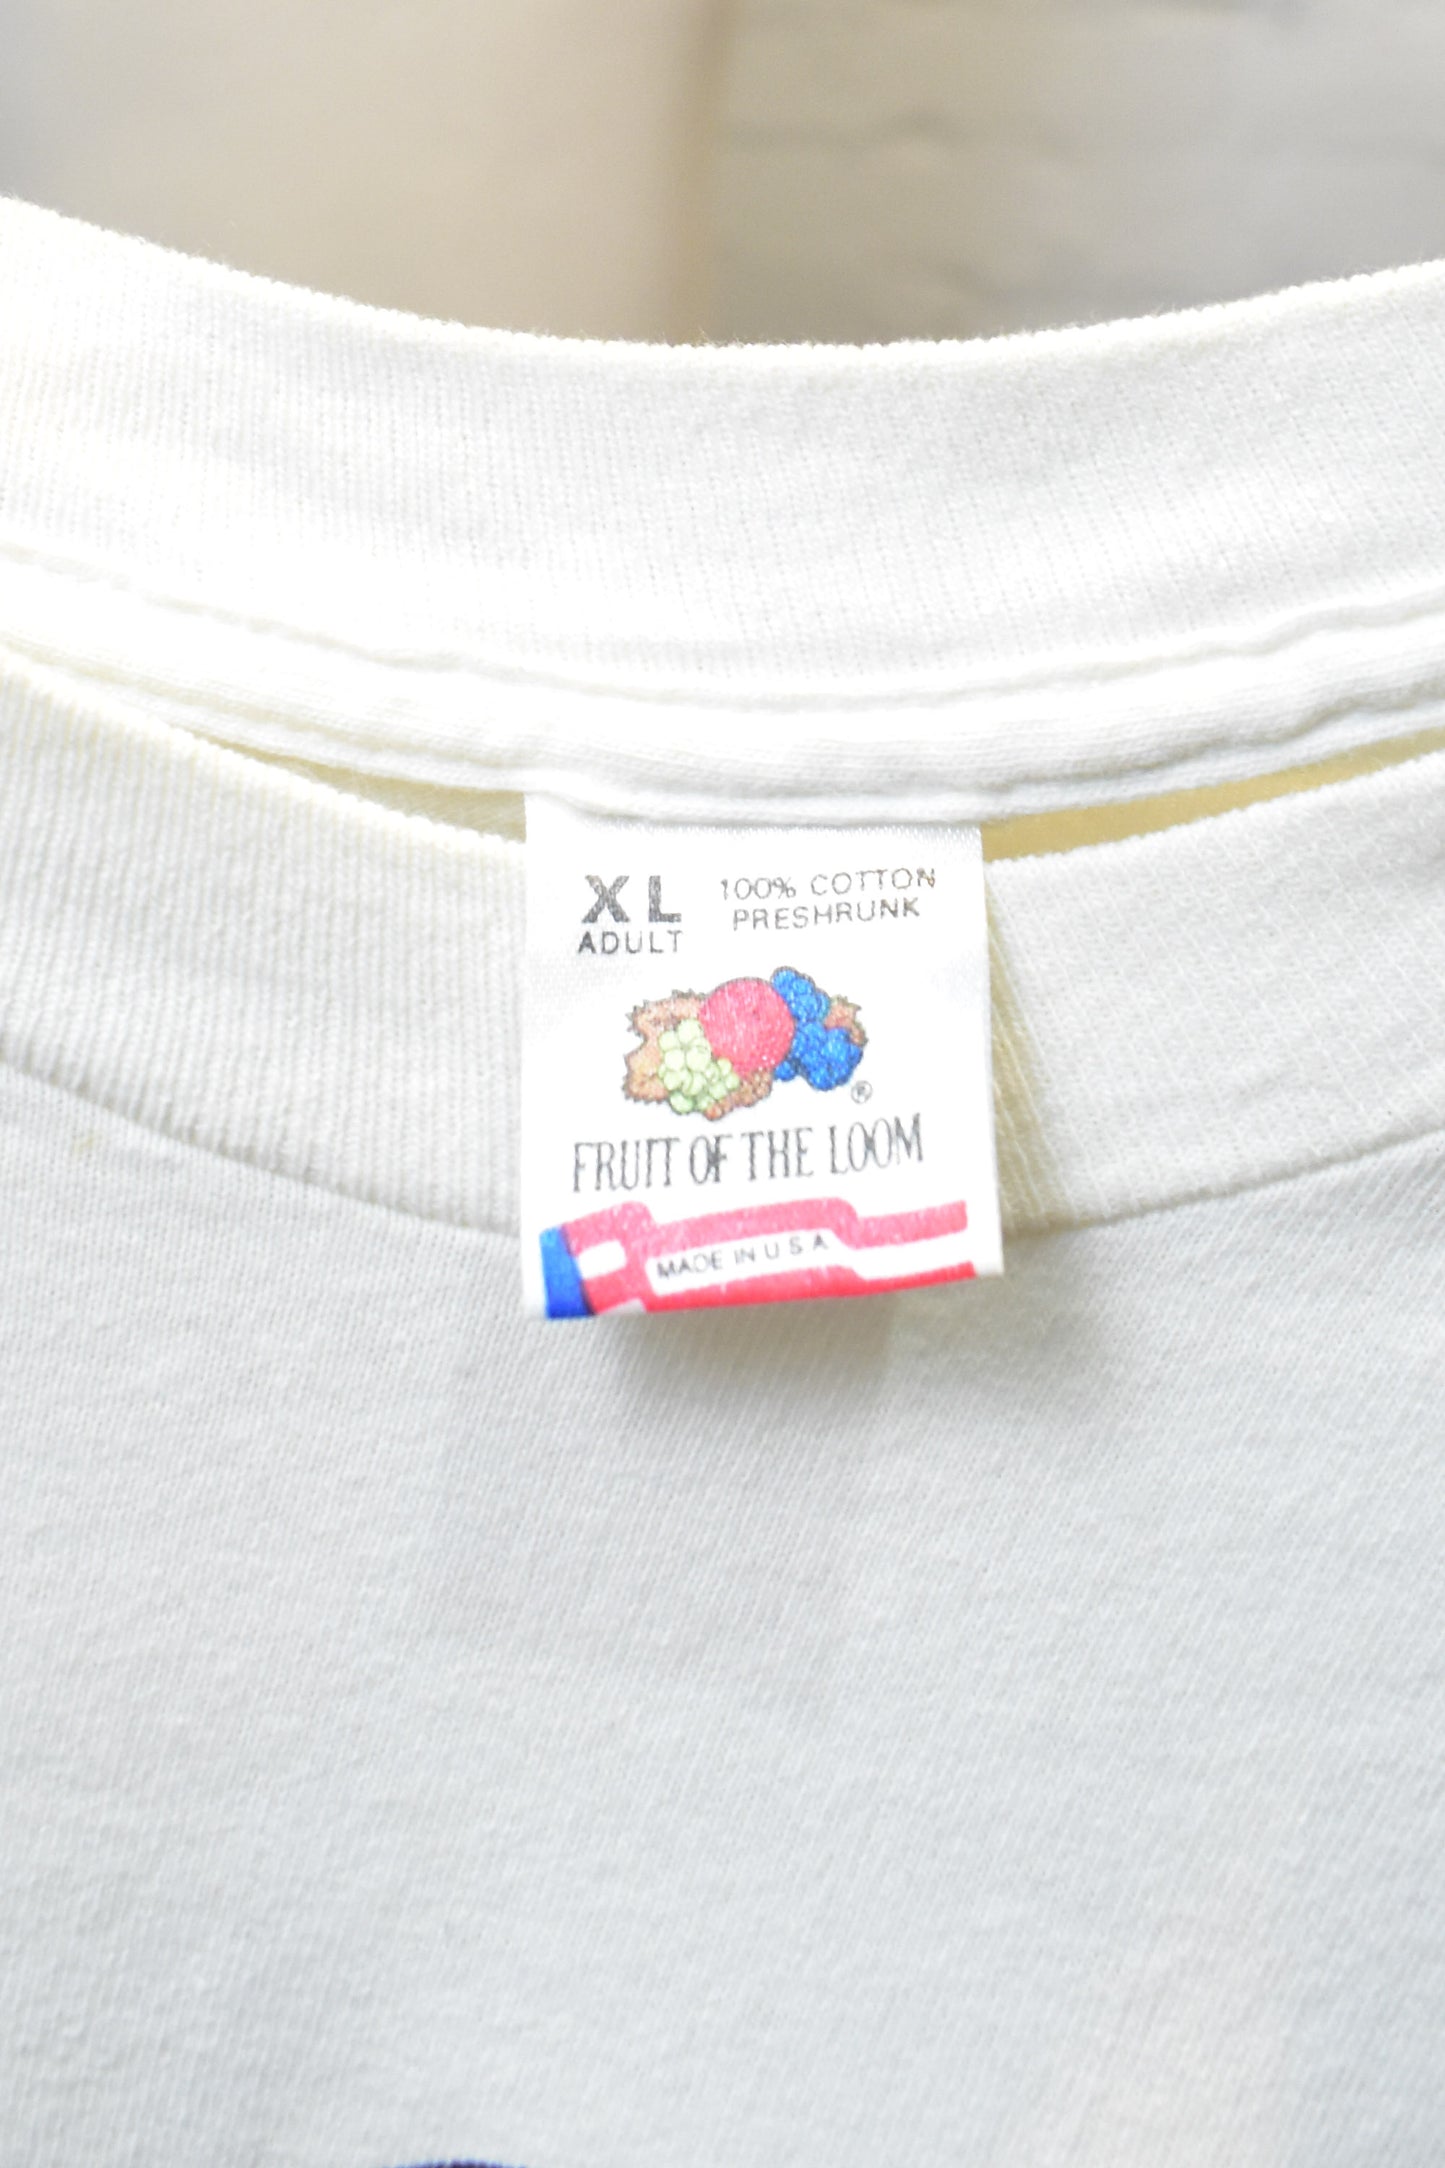 XL
ADULT
100% COTTON
PRESHRUNK
®
FRUIT OF THE LOOM
MADE IN U S A